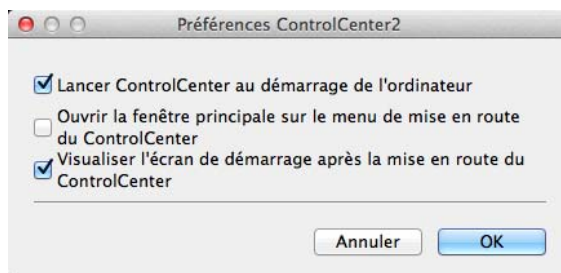 Préférences ControlCenter2
Lancer ControlCenter au démarrage de l'ordinateur
Ouvrir la fenêtre principale sur le menu de mise en route
du ControlCenter
Visualiser l'écran de démarrage après la mise en route du
ControlCenter
Annuler
OK